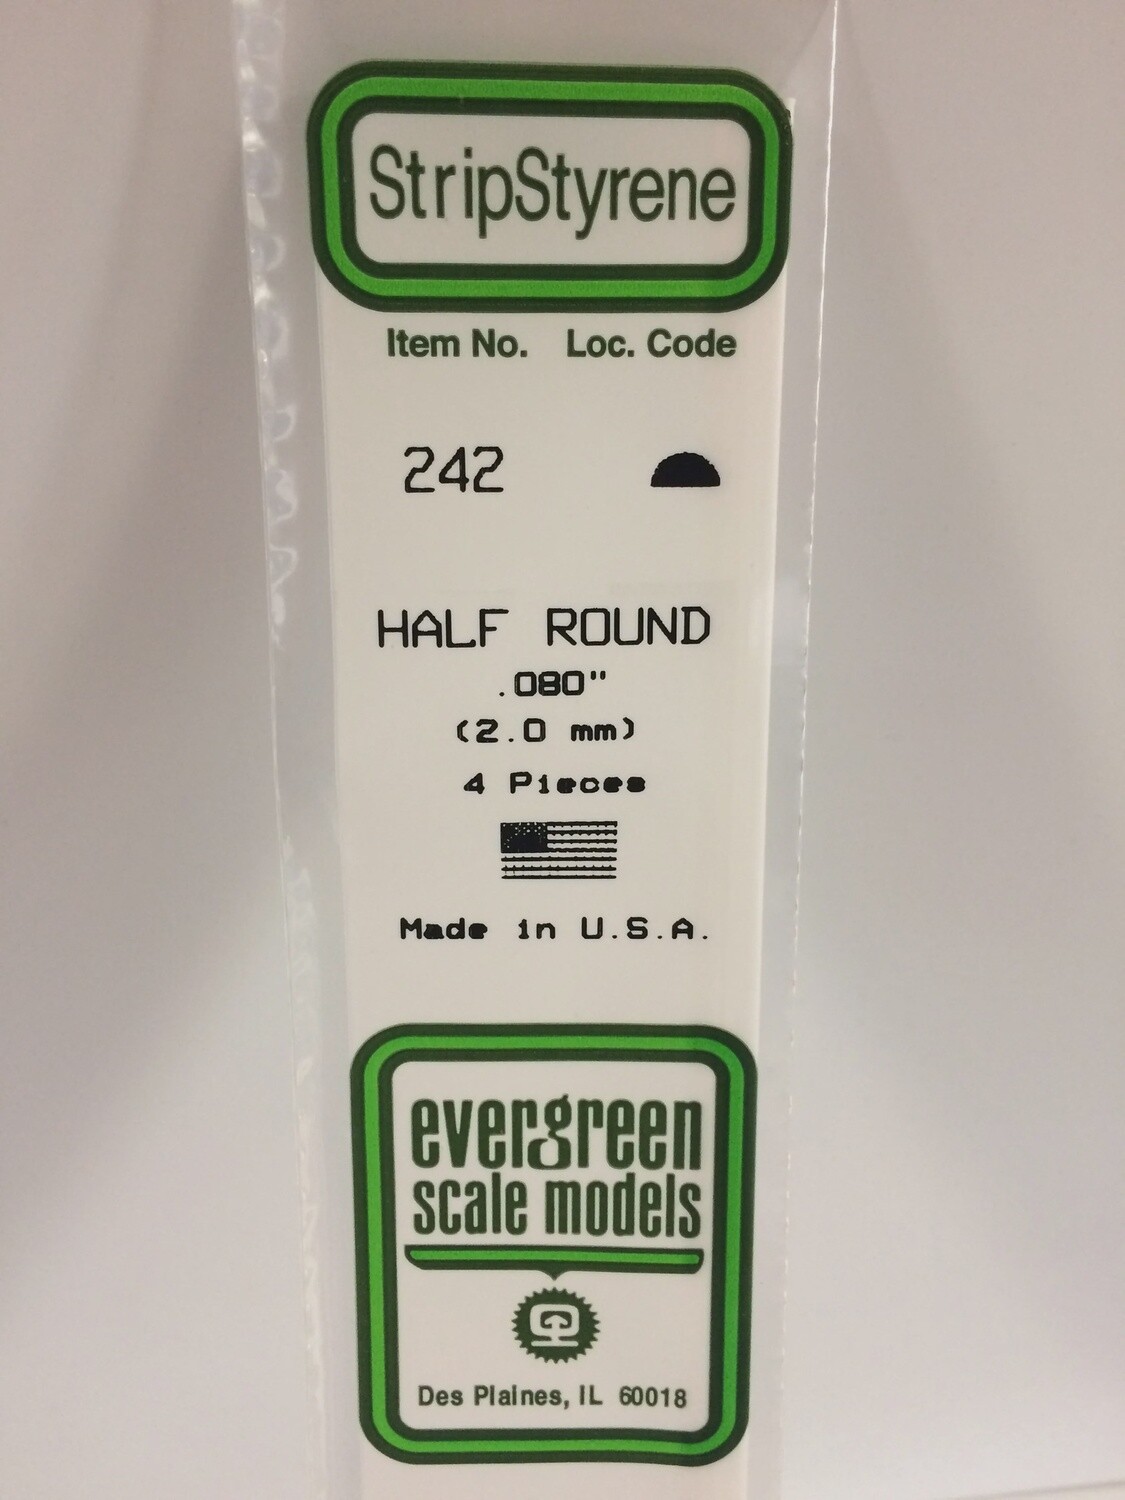 StripStyrene
Item No. Loc. Code
242
HALF ROUND
.080"
(2.0 mm)
4 Pieces
Made in U.S.A.
evergreen
scale models
Des Plaines, IL 60018